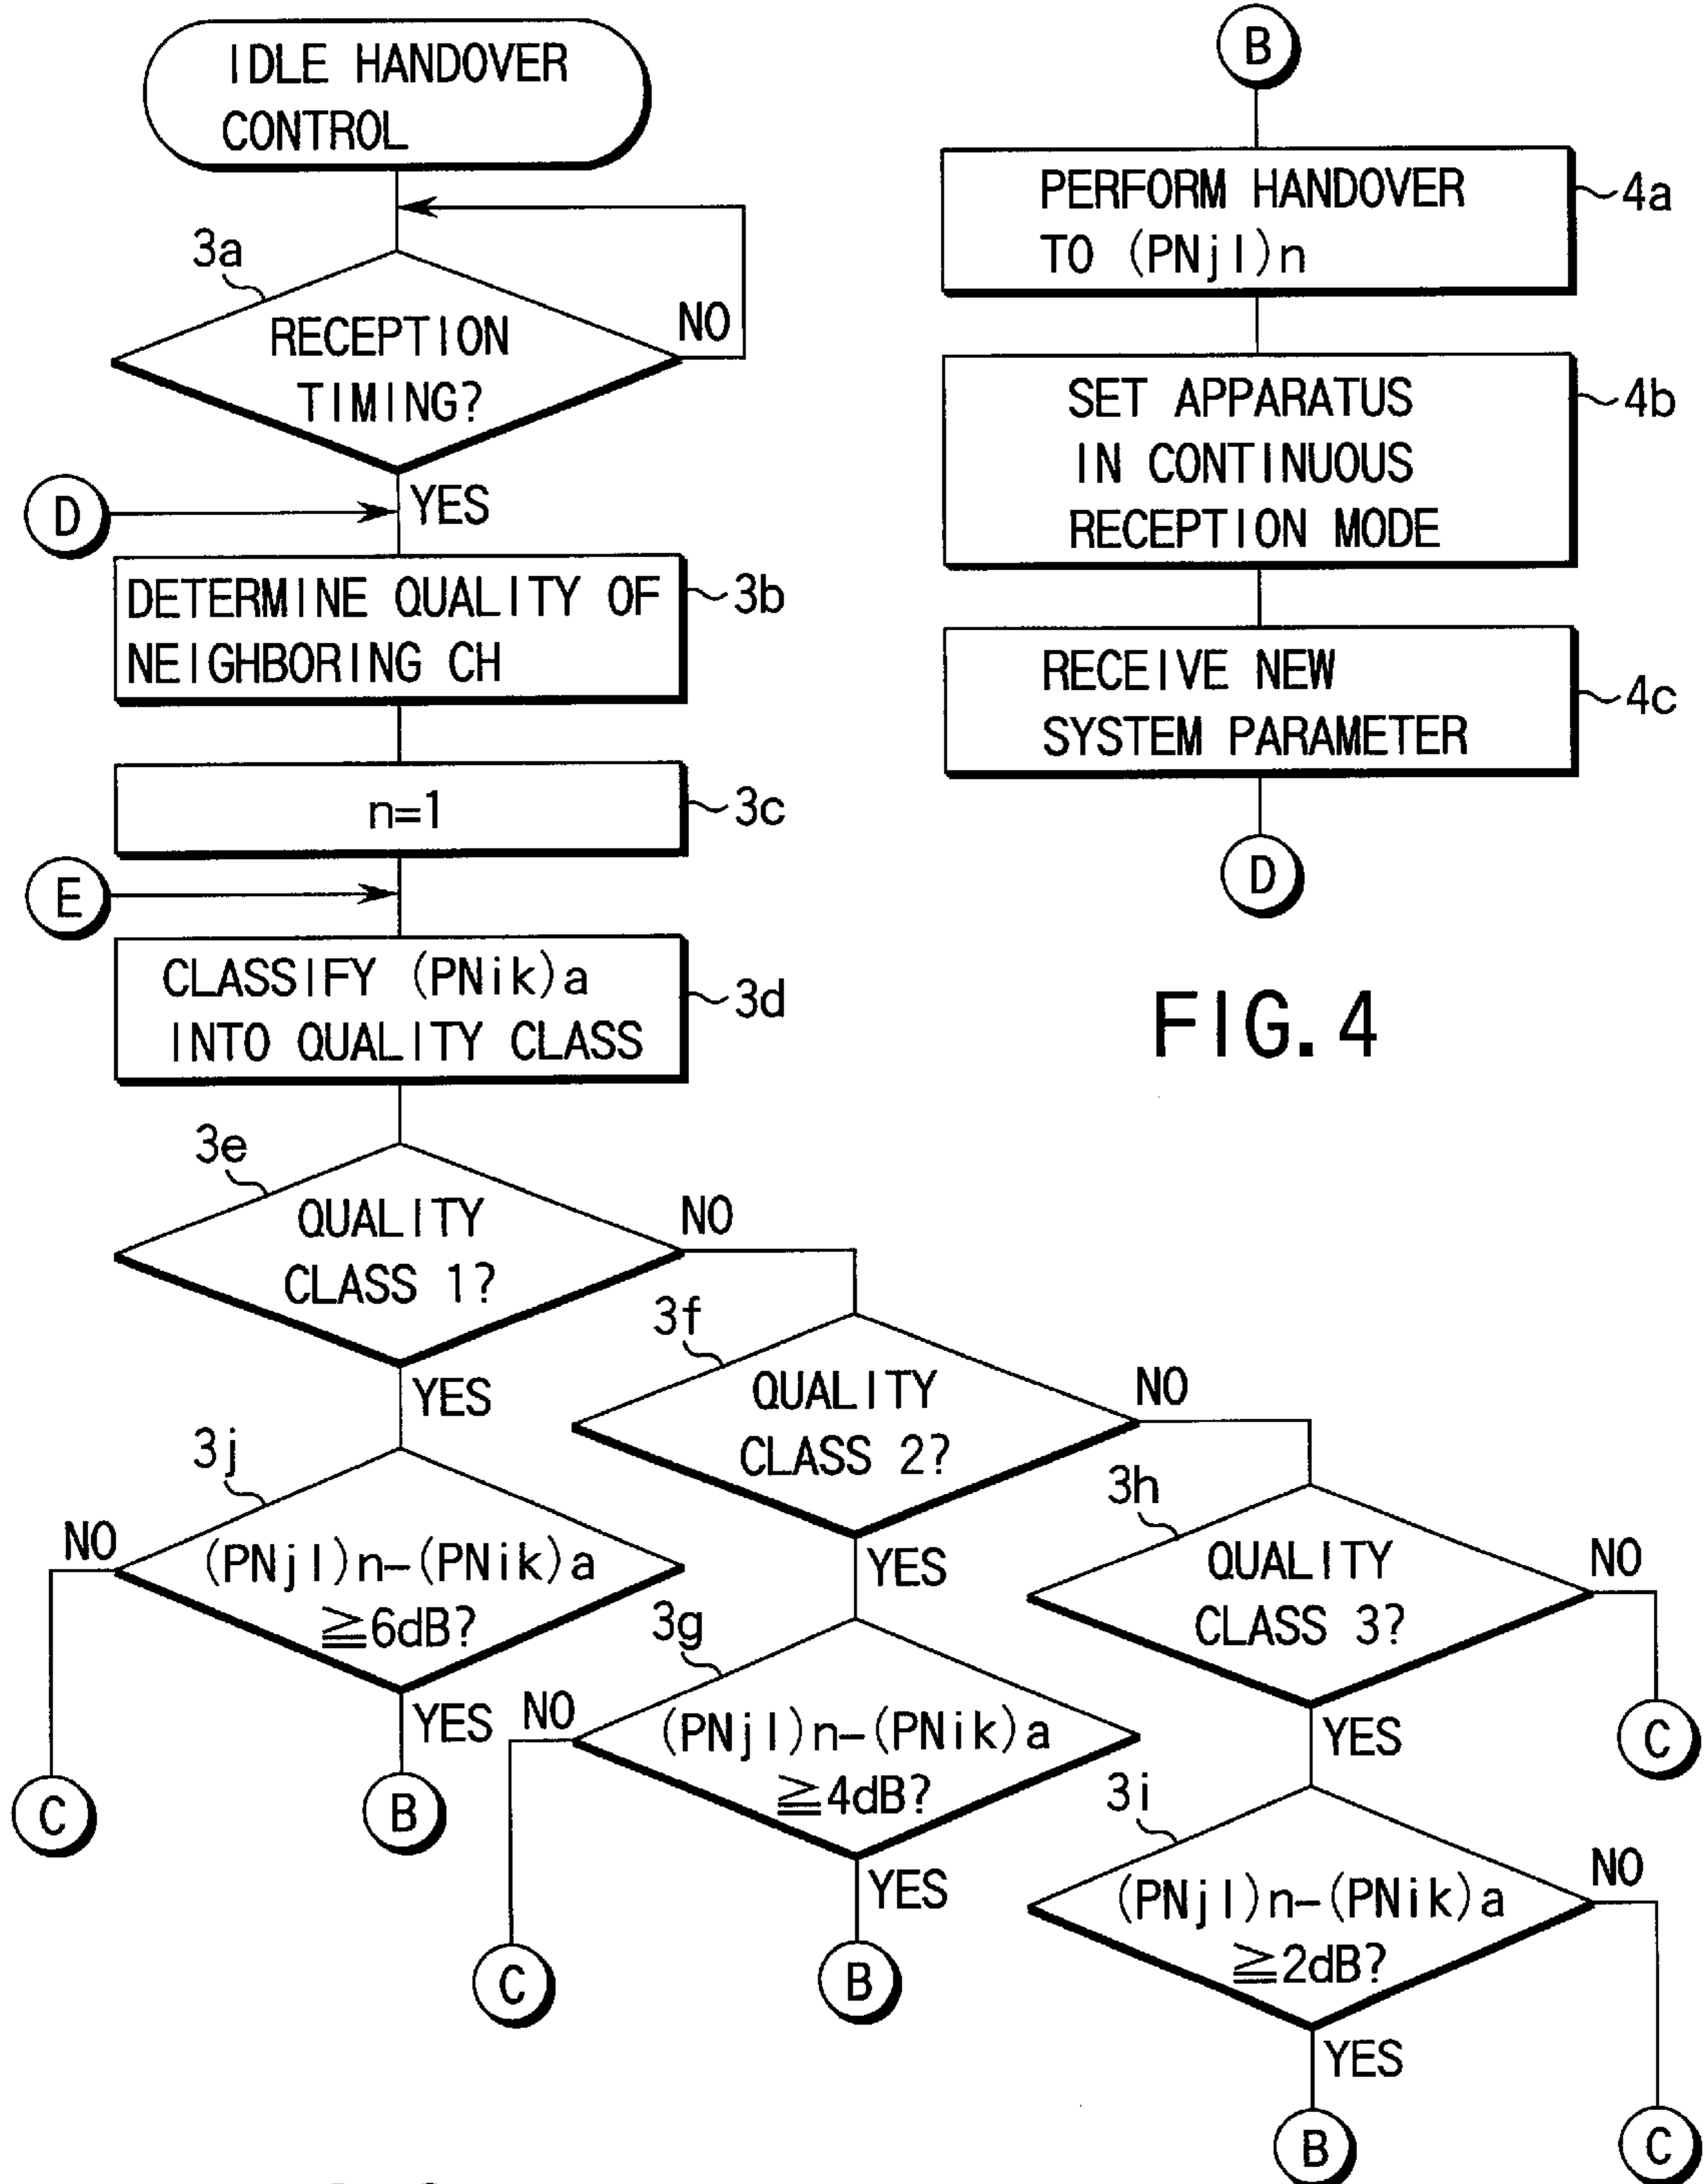 IDLE HANDOVER
CONTROL
3a
RECEPTION
TIMING?
NO
YES
D
DETERMINE QUALITY OF
NEIGHBORING CH
3b
n=1
3c
E
CLASSIFY (PNik)a
INTO QUALITY CLASS
3d
3e
QUALITY
CLASS 1?
NO
YES
3f
QUALITY
CLASS 2?
NO
YES
3h
QUALITY
CLASS 3?
NO
YES
C
3j
(PNjl)n-(PNik)a
≧6dB?
NO
YES
C
B
3g
(PNjl)n-(PNik)a
≧4dB?
NO
YES
C
B
3i
(PNjl)n-(PNik)a
≧2dB?
NO
YES
B
C
B
PERFORM HANDOVER
TO (PNjl)n
4a
SET APPARATUS
IN CONTINUOUS
RECEPTION MODE
4b
RECEIVE NEW
SYSTEM PARAMETER
4c
D
FIG. 4